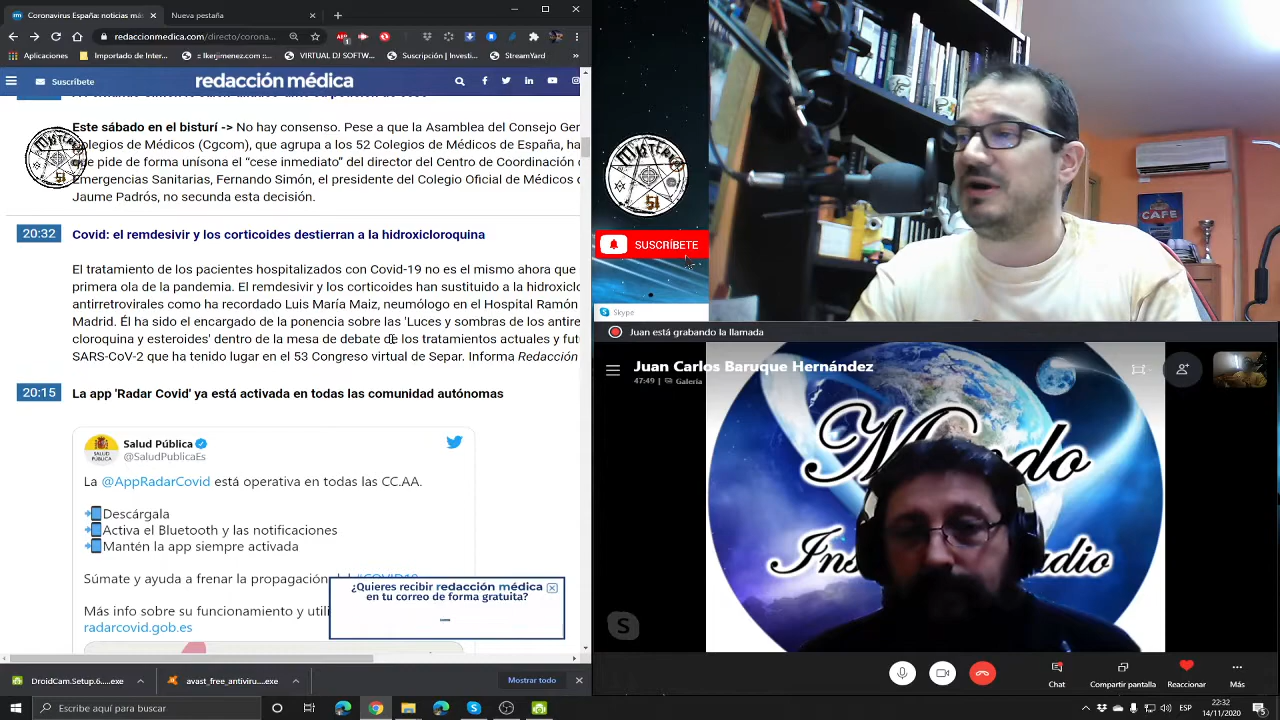 Coronavirus últimas noticias má
Nueva pestaña
redaccionmedica.com/directo/corona...
Aplicaciones
Importado de Inter...
:: Ikerjimenez.com ::
VIRTUAL DJ SOFTW...
Suscripción | Investi...
StreamYard
Suscríbete
redacción médica
Este sábado en el bisturí -> No hay consenso. Pese a que la Asamblea del Consejo Ger
olegios de Médicos (Cgcom), que agrupa a los 52 Colegios de Médicos de España, ha
que pide de forma unísona el “cese inmediato” del director del Centro de Coordinación
Emergencias Sanitarias, Fernando Simón, el presidente del Colegio Oficial de Médicos
Jaume Padrós, no secunda esta decisión.
20:32
Covid: el remdesivir y los corticoides destierran a la hidroxicloroquina
El tratamiento de los pacientes hospitalizados con Covid-19 no es el mismo ahora que
primera ola de la pandemia. El remdesivir y los corticoides han sustituido a la hidroxiclo
antirretrovirales como ha recordado Luis María Maiz, neumólogo en el Hospital Ramón
Madrid. Él ha sido el encargado de la ponencia sobre las 'Luces y sombras de los antire
cloroquina y esteroides' dentro de la mesa de debate de los tratamientos actuales y futu
SARS-CoV-2 que ha tenido lugar en el 53 Congreso virtual de Separ. Informa Redacción
20:15
La app 'Radar Covid' ya está activada en todas las comunidad autónomas
Salud Pública
@SaludPublicaEs
La @AppRadarCovid está operativa en todas las CC.AA.
Descárgala
Activa el Bluetooth y las notificaciones
Mantén la app siempre activada
Súmate y ayuda a frenar la propagación
Más info sobre su funcionamiento y utili
radarcovid.gob.es
¿Quieres recibir redacción médica
en tu correo de forma gratuita?
DroidCam.Setup.6....exe
avast_free_antiviru....exe
Mostrar todo
Escribe aquí para buscar
51
SUSCRÍBETE
CAFE
Skype
Juan está grabando la llamada
Juan Carlos Baruque Hernández
47:49 | Galería
Chat
Compartir pantalla
Reaccionar
Más
22:32
14/11/2020